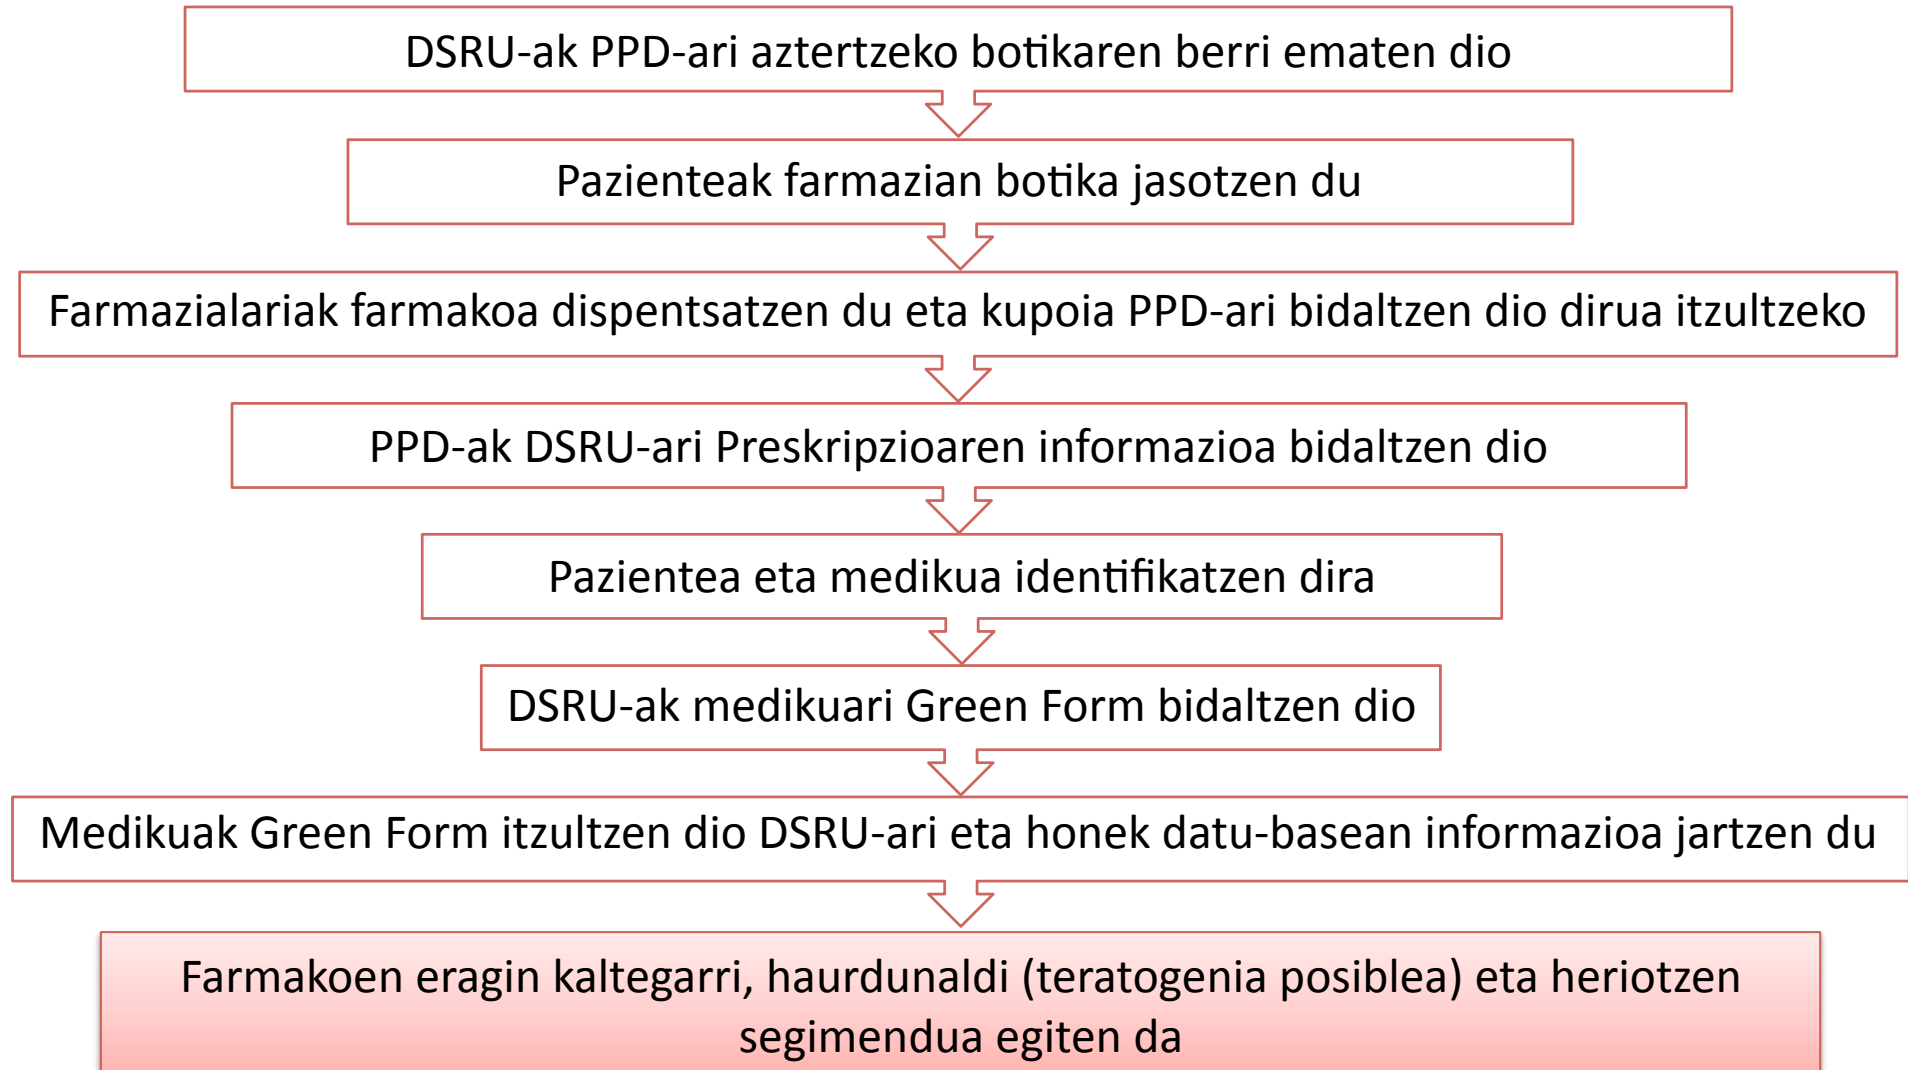 DSRU-ak PPD-ari aztertzeko botikaren berri ematen dio
Pazienteak farmazian botika jasotzen du
Farmazialariak farmakoa dispentsatzen du eta kupoia PPD-ari bidaltzen dio dirua itzultzeko
PPD-ak DSRU-ari Preskripzioaren informazioa bidaltzen dio
Pazientea eta medikua identifikatzen dira
DSRU-ak medikuari Green Form bidaltzen dio
Medikuak Green Form itzultzen dio DSRU-ari eta honek datu-basean informazioa jartzen du
Farmakoen eragin kaltegarri, haurdunaldi (teratogenia posiblea) eta heriotzen
segimendua egiten da